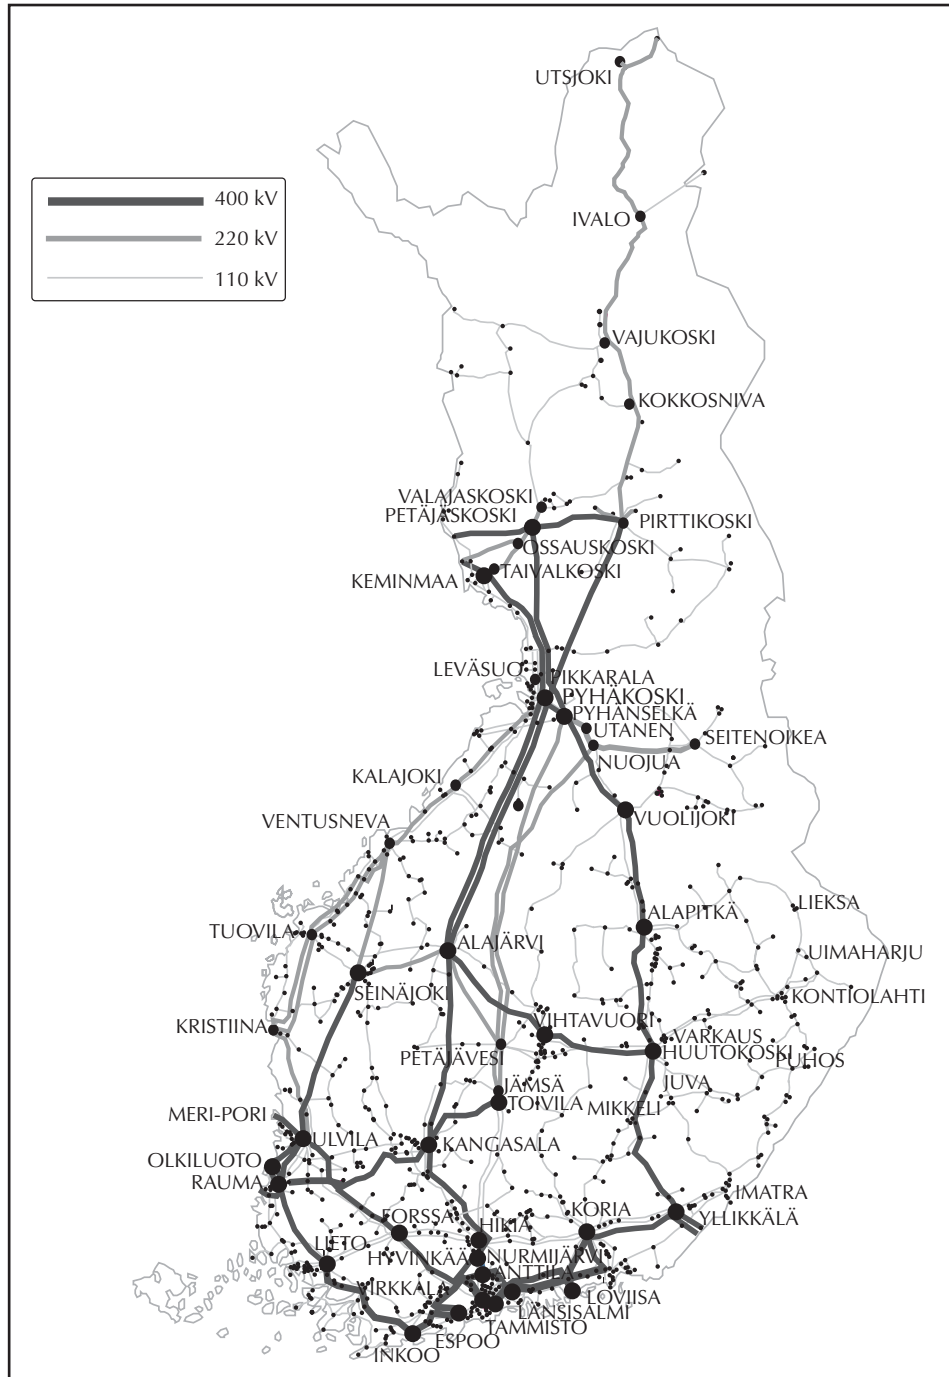 UTSJOKI
400 kV
IVALO
220 kV
110 kV
VAJUKOSKI
KOKKOSNIVA
VALAJASKOSKI
PETÄJÄSKOSKI
PIRTTIKOSKI
OSSAUSKOSKI
TAIVALKOSKI
KEMINMAA
LEVÄSUO
PIKKARALA
PYHÄKOSKI
PYHÄNSELKÄ
UTANEN
SEITENOIKEA
NUOJUA
KALAJOKI
VENTUSNEVA
VUOLIJOKI
LIEKSA
ALAPITKÄ
TUOVILA
ALAJÄRVI
UIMAHARJU
SEINÄJOKI
KONTIOLAHTI
KRISTIINA
VIHTAVUORI
VARKAUS
HUUTOKOSKI
PETÄJÄVESI
PUHOS
JÄMSÄ
JUVA
TOIVILA
MIKKELI
MERI-PORI
ULVILA
KANGASALA
OLKILUOTO
RAUMA
IMATRA
FORSSA
KORIA
YLLIKKÄLÄ
HIKIÄ
LIETO
HYVINKÄÄ
NURMIJÄRVI
ANTTILA
VIRKKALA
LOVIISA
LÄNSISALMI
TAMMISTO
ESPOO
INKOO